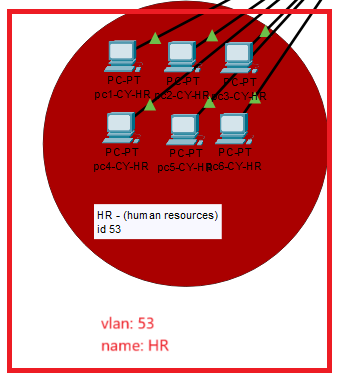 PC-PT PC-PT PC-PT
pc1-CY-HR pc2-CY-HR pc3-CY-HR
PC-PT PC-PT PC-PT
pc4-CY-HR pc5-CY-HR pc6-CY-HR
HR - (human resources)
id 53
vlan: 53
name: HR